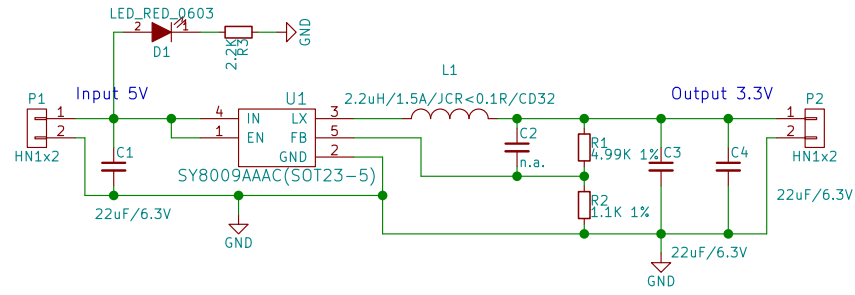 LED_RED_0603
2
1
D1
2.2K
R3
GND
L1
P1
Input 5V
U1
2.2uH/1.5A/JCR<0.1R/CD32
Output 3.3V
P2
1
2
HN1x2
4
1
IN
EN
LX
FB
GND
3
5
2
C1
C2
n.a.
R1
4.99K 1%
C3
C4
1
2
HN1x2
SY8009AAAC(SOT23-5)
R2
1.1K 1%
22uF/6.3V
22uF/6.3V
22uF/6.3V
GND
GND